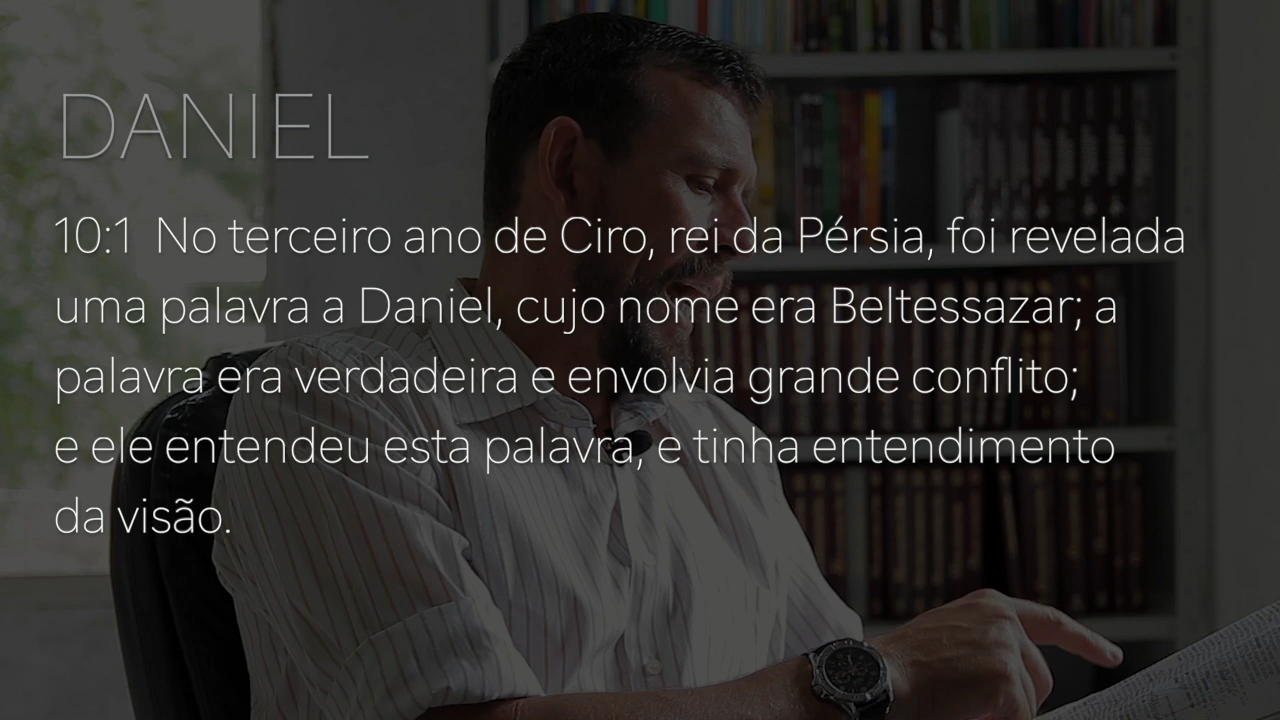 DANIEL
10:1 No terceiro ano de Ciro, rei da Pérsia, foi revelada
uma palavra a Daniel, cujo nome era Beltessazar; a
palavra era verdadeira e envolvia grande conflito;
e ele entendeu esta palavra, e tinha entendimento
da visão.